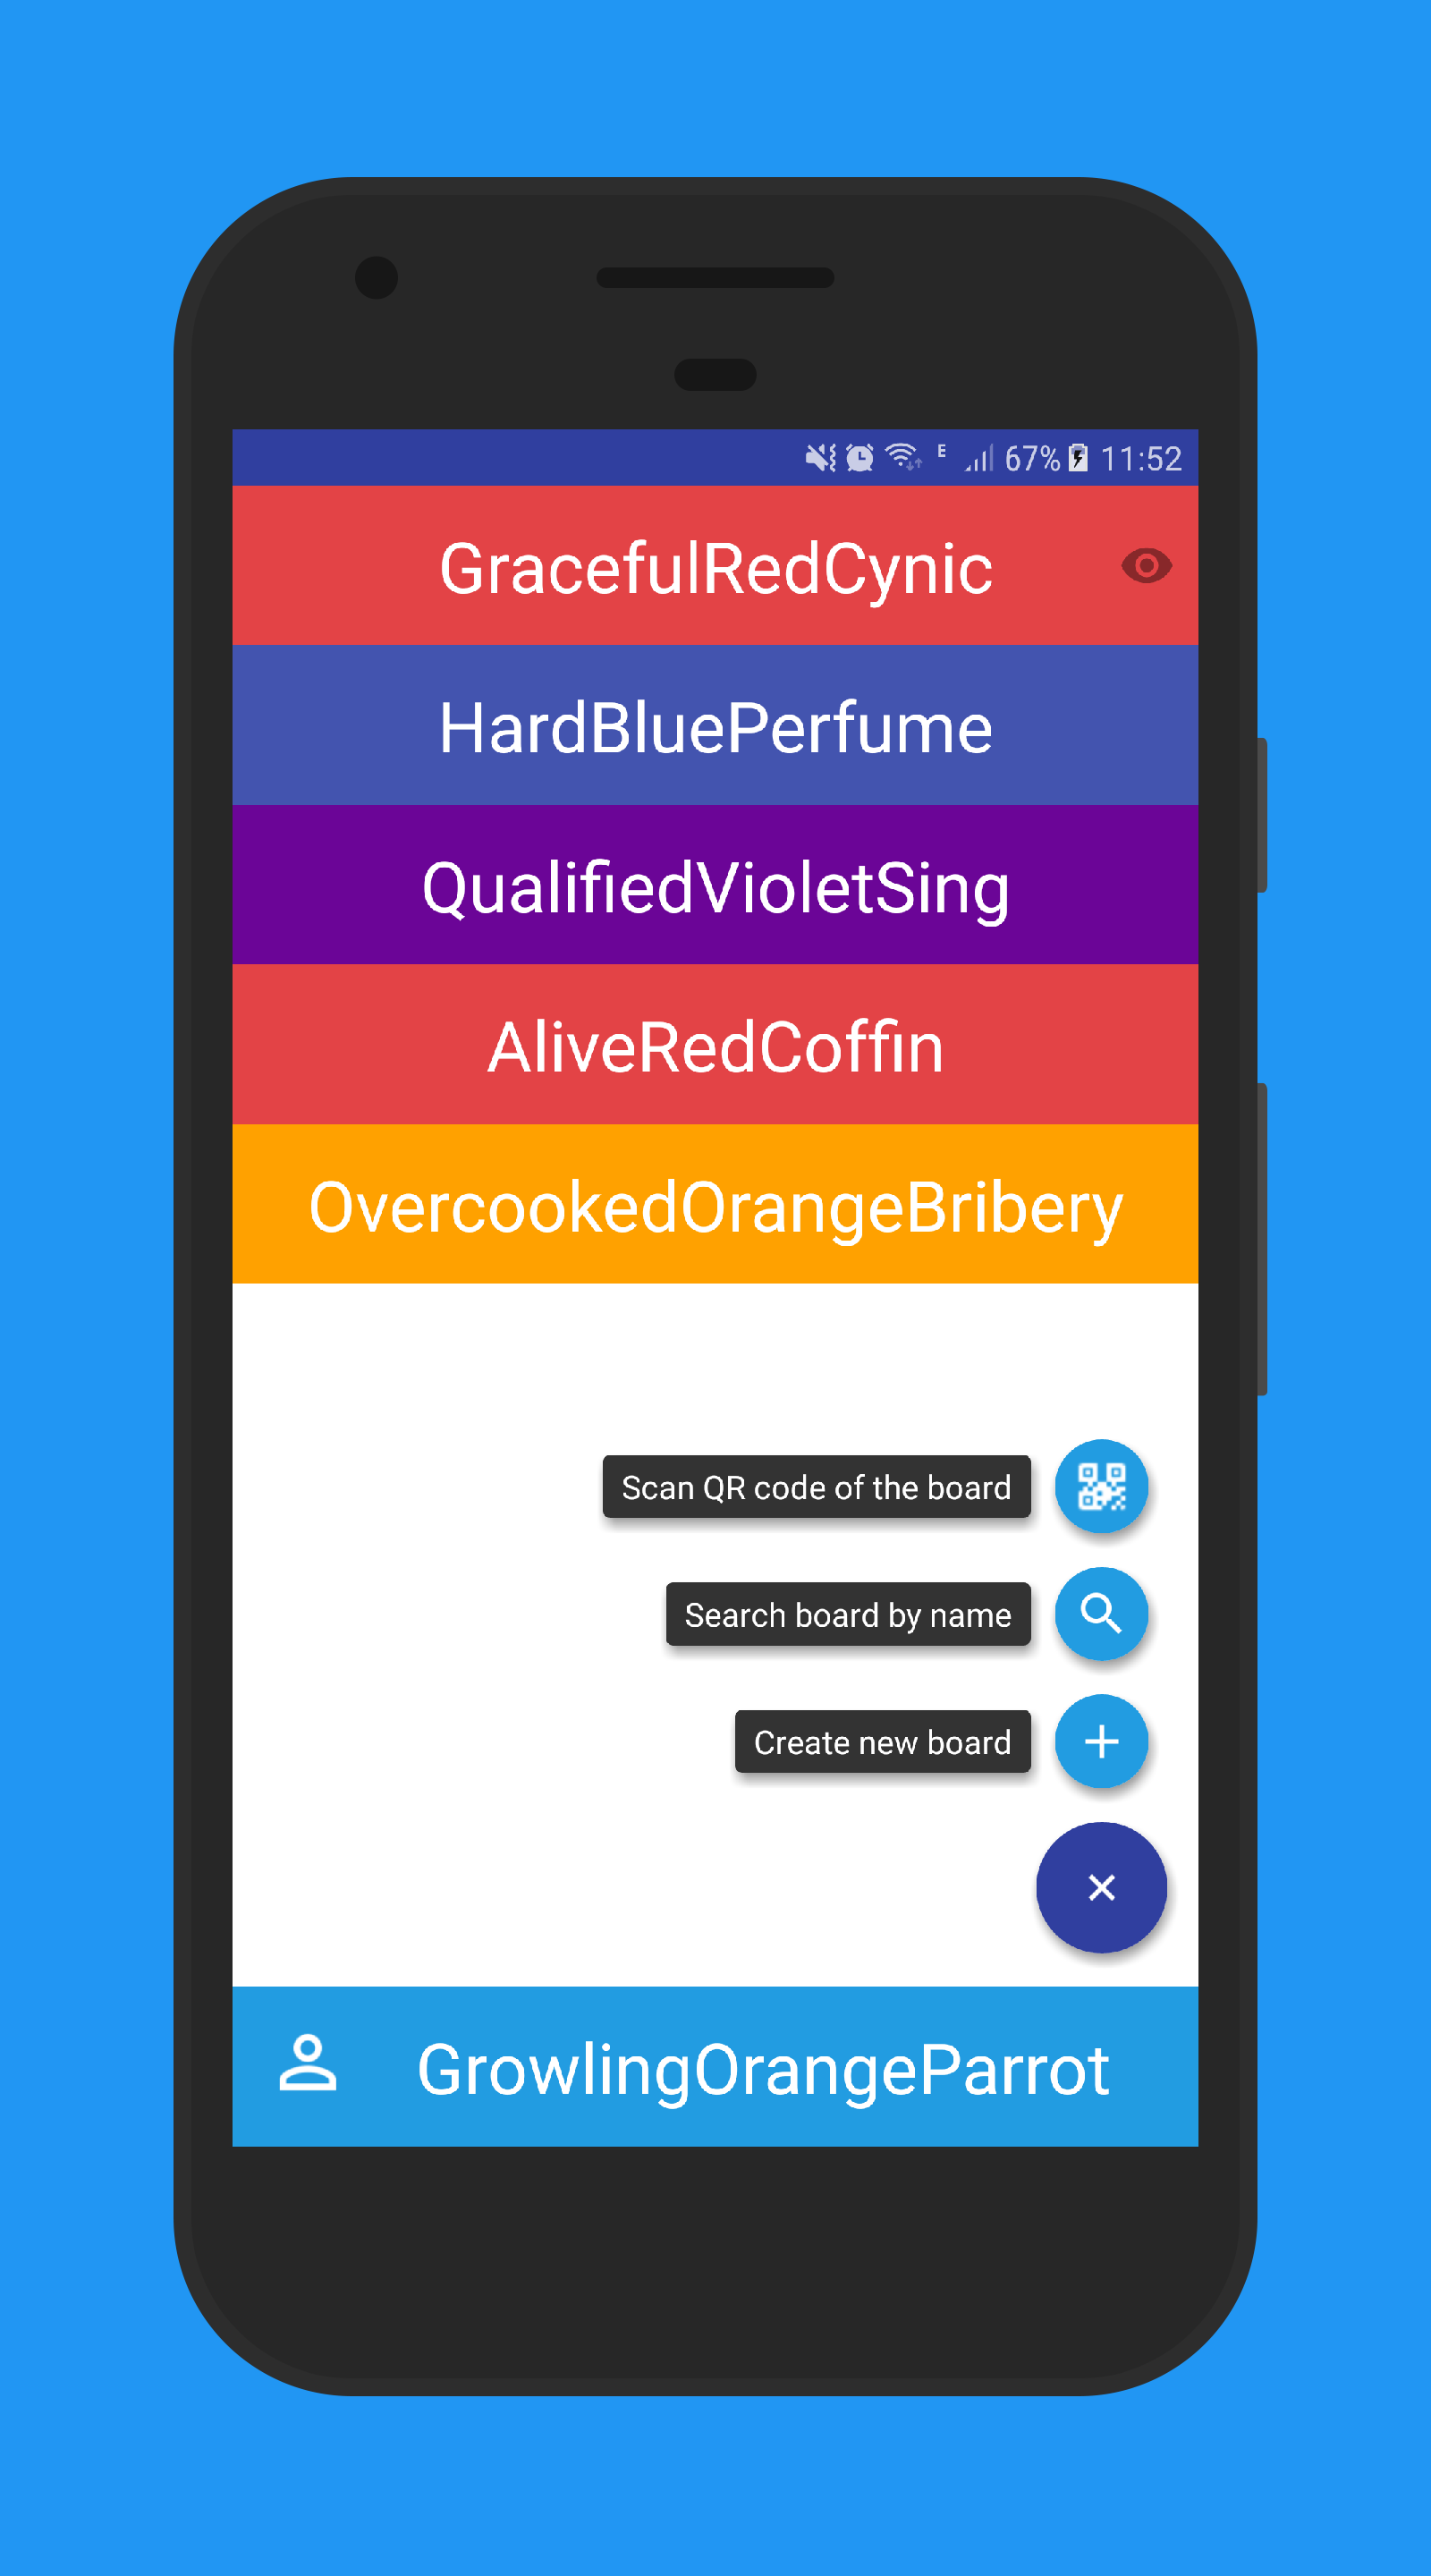 E 67% 11:52
GracefulRedCynic
HardBluePerfume
QualifiedVioletSing
AliveRedCoffin
OvercookedOrangeBribery
Scan QR code of the board
Search board by name
Create new board
GrowlingOrangeParrot